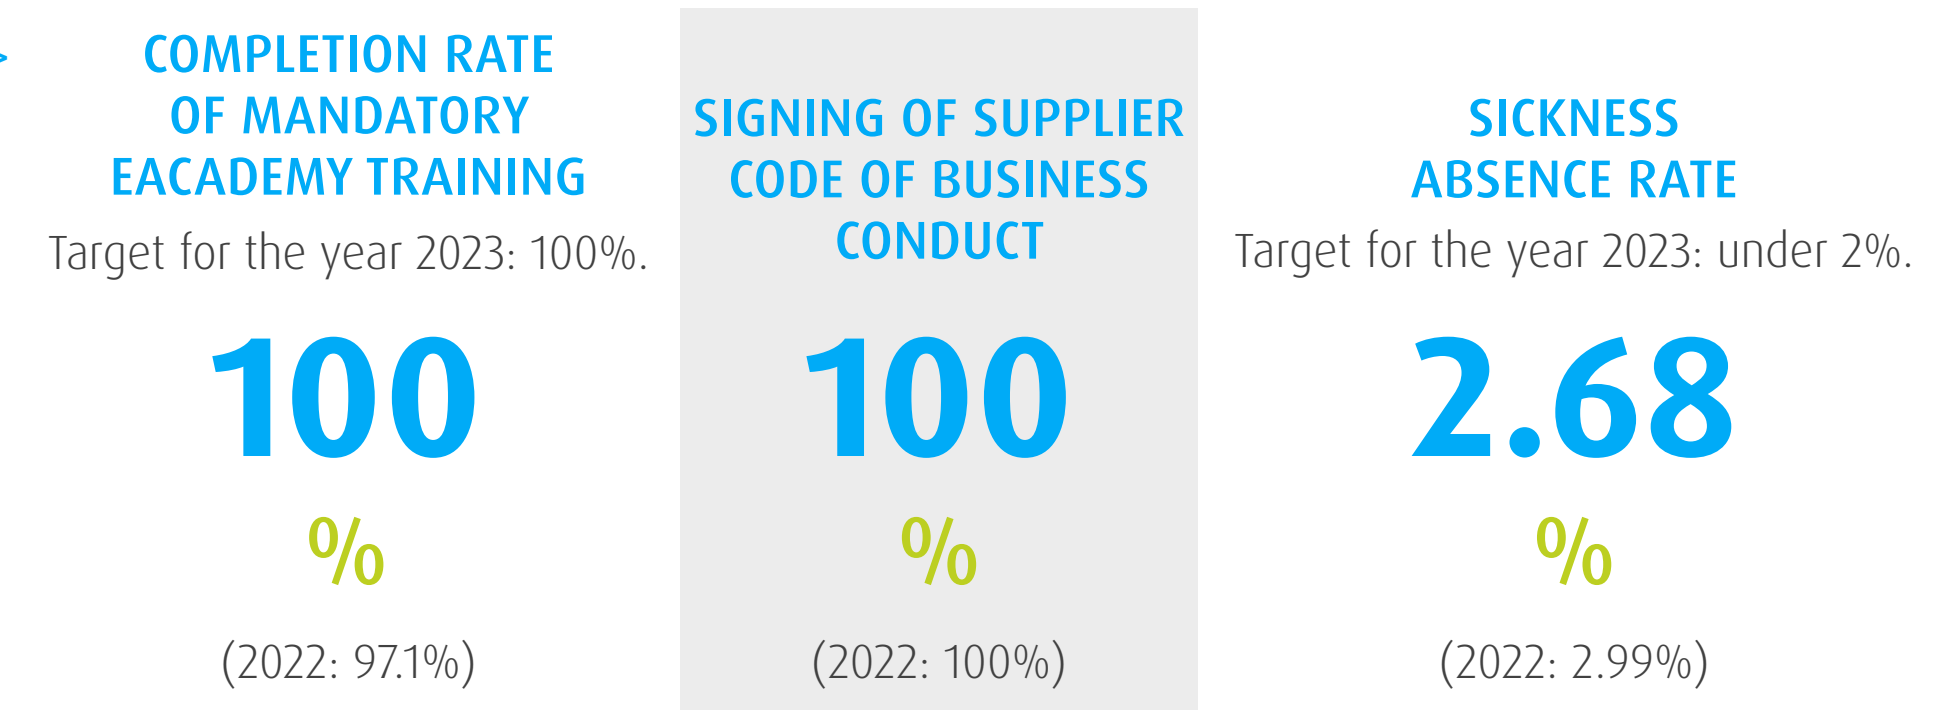 COMPLETION RATE
OF MANDATORY
EACADEMY TRAINING
Target for the year 2023: 100%.
100
%
(2022: 97.1%)
SIGNING OF SUPPLIER
CODE OF BUSINESS
CONDUCT
100
%
(2022: 100%)
SICKNESS
ABSENCE RATE
Target for the year 2023: under 2%.
2.68
%
(2022: 2.99%)